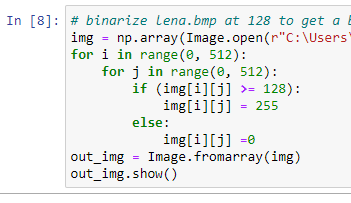 In [8]: # binarize lena.bmp at 128 to get a
img = np.array(Image.open(r"C:\Users\
for i in range(0, 512):
    for j in range(0, 512):
        if (img[i][j] >= 128):
            img[i][j] = 255
        else:
            img[i][j] =0
out_img = Image.fromarray(img)
out_img.show()